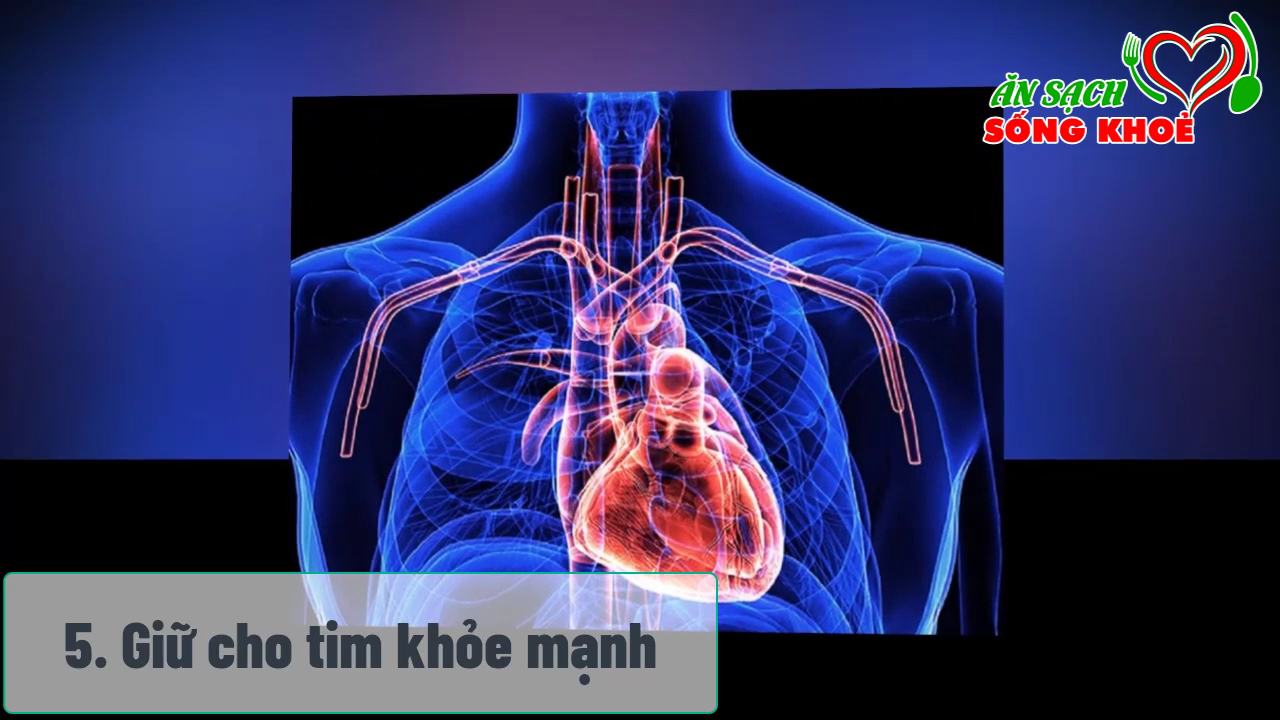 ĂN SẠCH
SỐNG KHOẺ
5. Giữ cho tim khỏe mạnh